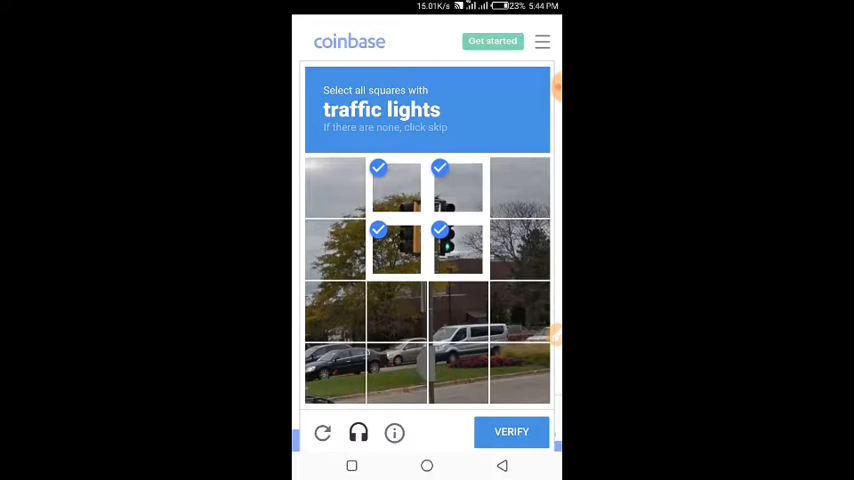 15.01K/s 23% 5:44 PM
coinbase
Get started
Select all squares with
traffic lights
If there are none, click skip
VERIFY